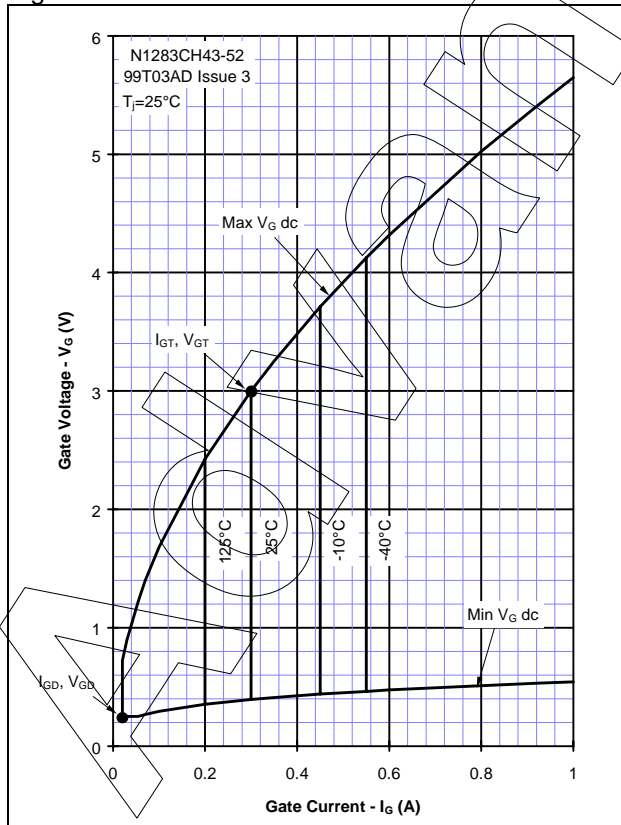 N1283CH43-52
99T03AD Issue 3
Tj=25°C
Max VG dc
IGT, VGT
125°C
25°C
-10°C
-40°C
Min VG dc
IGD, VGD
Gate Voltage - VG (V)
6
5
4
3
2
1
0
0 0.2 0.4 0.6 0.8 1
Gate Current - IG (A)